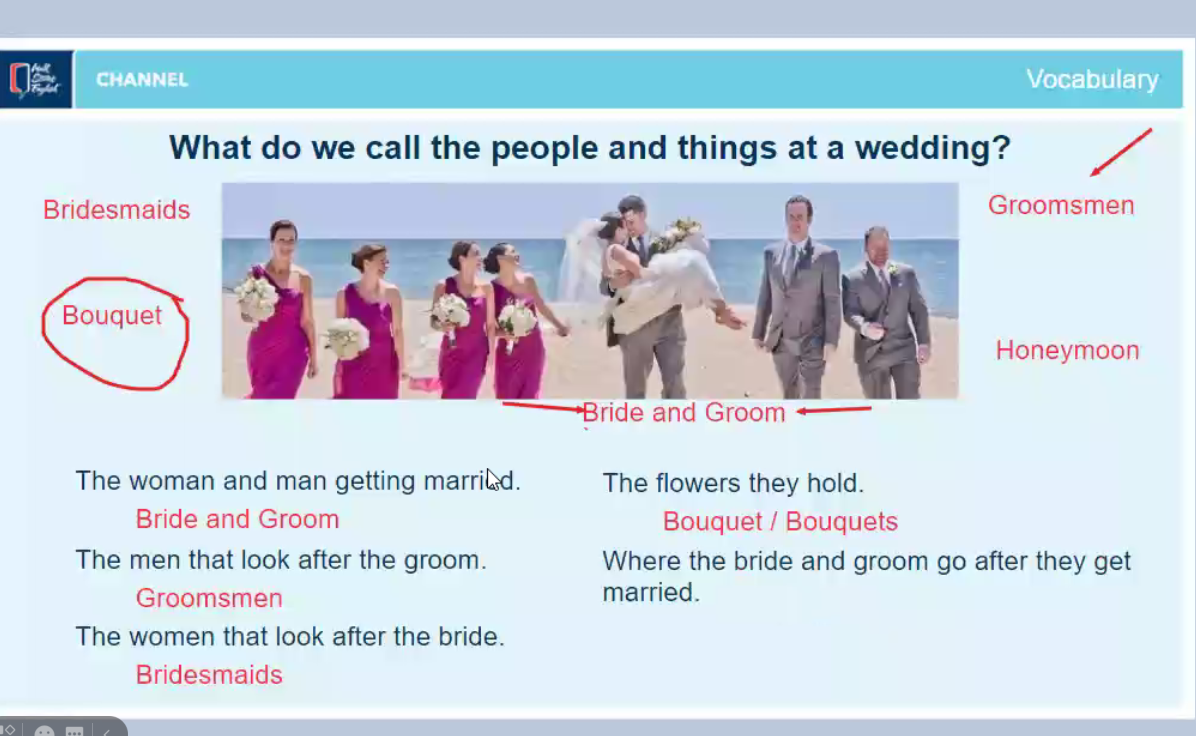 Wall Street English
CHANNEL
Vocabulary
What do we call the people and things at a wedding?
Bridesmaids
Groomsmen
Bouquet
Honeymoon
Bride and Groom
The woman and man getting married.
Bride and Groom
The men that look after the groom.
Groomsmen
The women that look after the bride.
Bridesmaids
The flowers they hold.
Bouquet / Bouquets
Where the bride and groom go after they get
married.